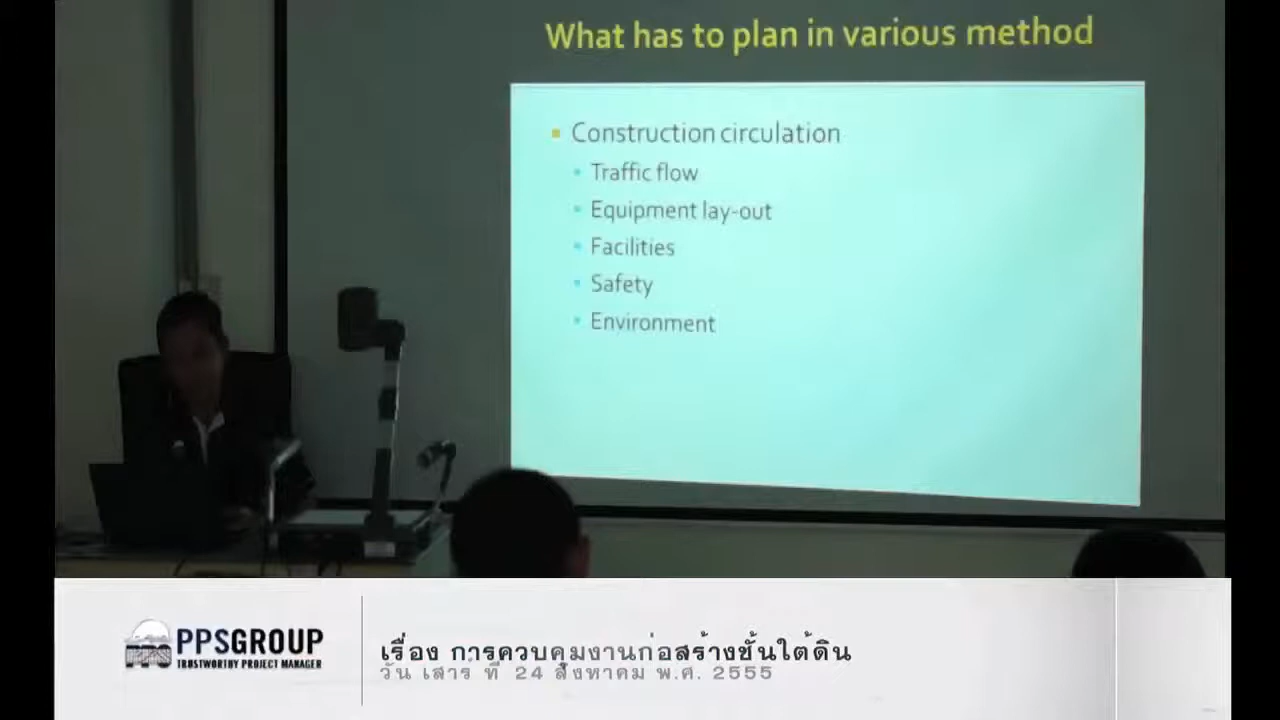 What has to plan in various method
Construction circulation
Traffic flow
Equipment lay-out
Facilities
Safety
Environment
PPSGROUP
TRUSTWORTHY PROJECT MANAGER
เรื่อง การควบคุมงานก่อสร้างชั้นใต้ดิน
วัน เสาร์ ที่ 24 สิงหาคม พ.ศ. 2555